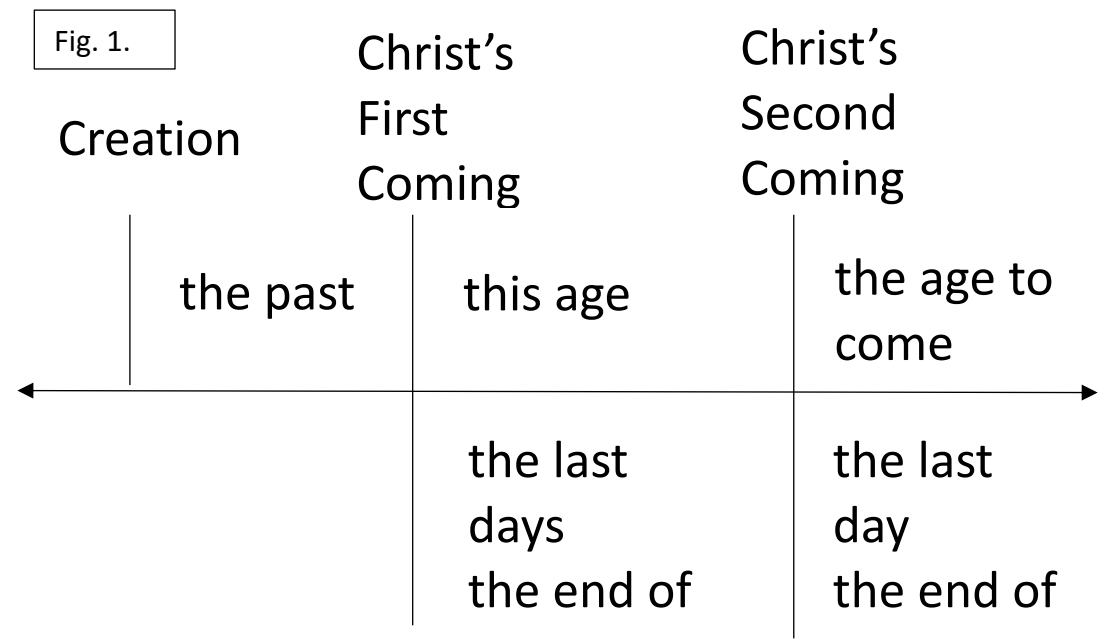 Fig. 1.
Creation
Christ’s
First
Coming
Christ’s
Second
Coming
the past
this age
the age to
come
the last
days
the end of
the last
day
the end of